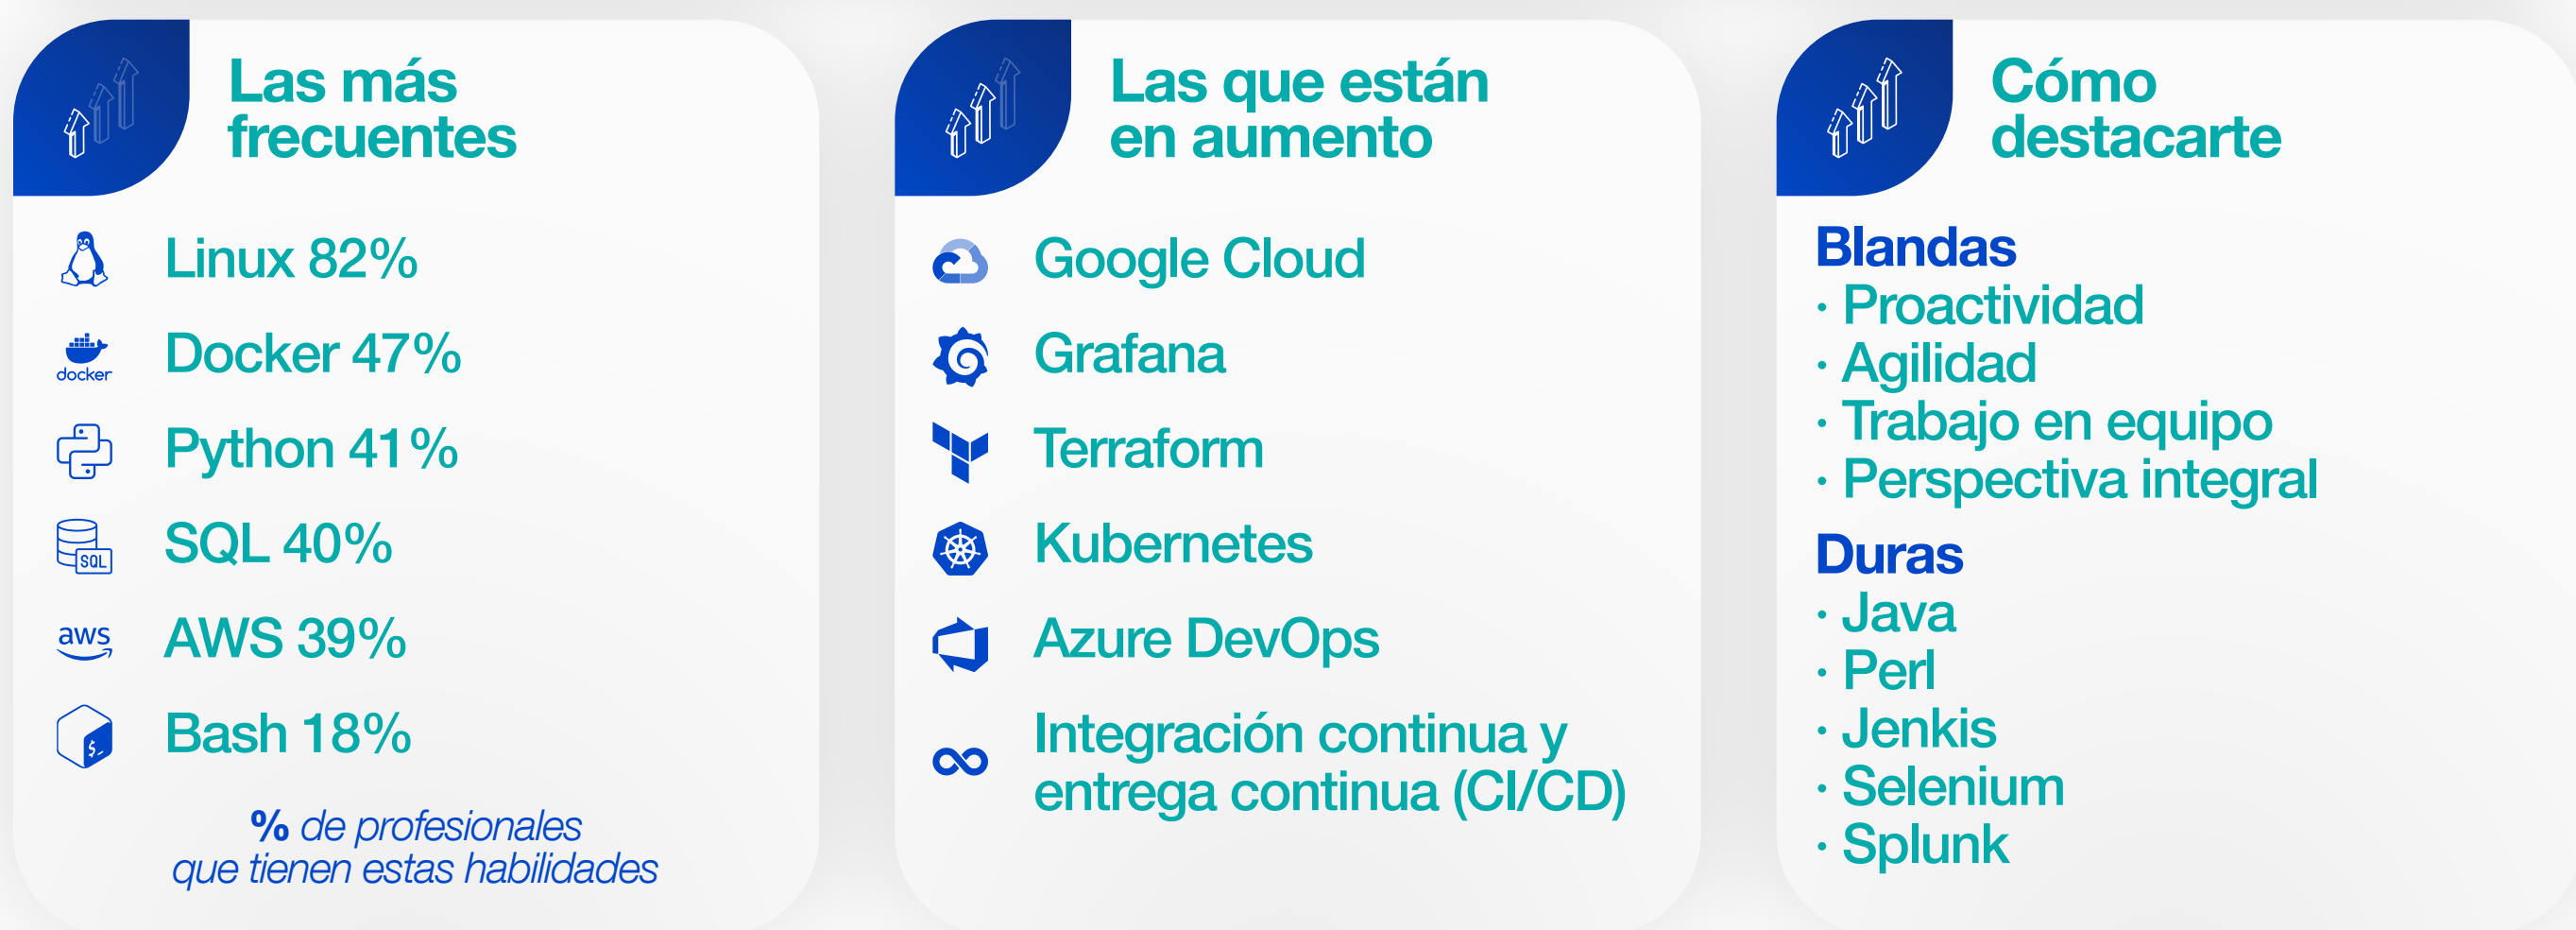 Las más
frecuentes
Linux 82%
docker
Docker 47%
Python 41%
SQL
SQL 40%
aws
AWS 39%
$_
Bash 18%
% de profesionales
que tienen estas habilidades
Las que están
en aumento
Google Cloud
Grafana
Terraform
Kubernetes
Azure DevOps
Integración continua y
entrega continua (CI/CD)
Cómo
destacarte
Blandas
· Proactividad
· Agilidad
· Trabajo en equipo
· Perspectiva integral
Duras
· Java
· Perl
· Jenkis
· Selenium
· Splunk